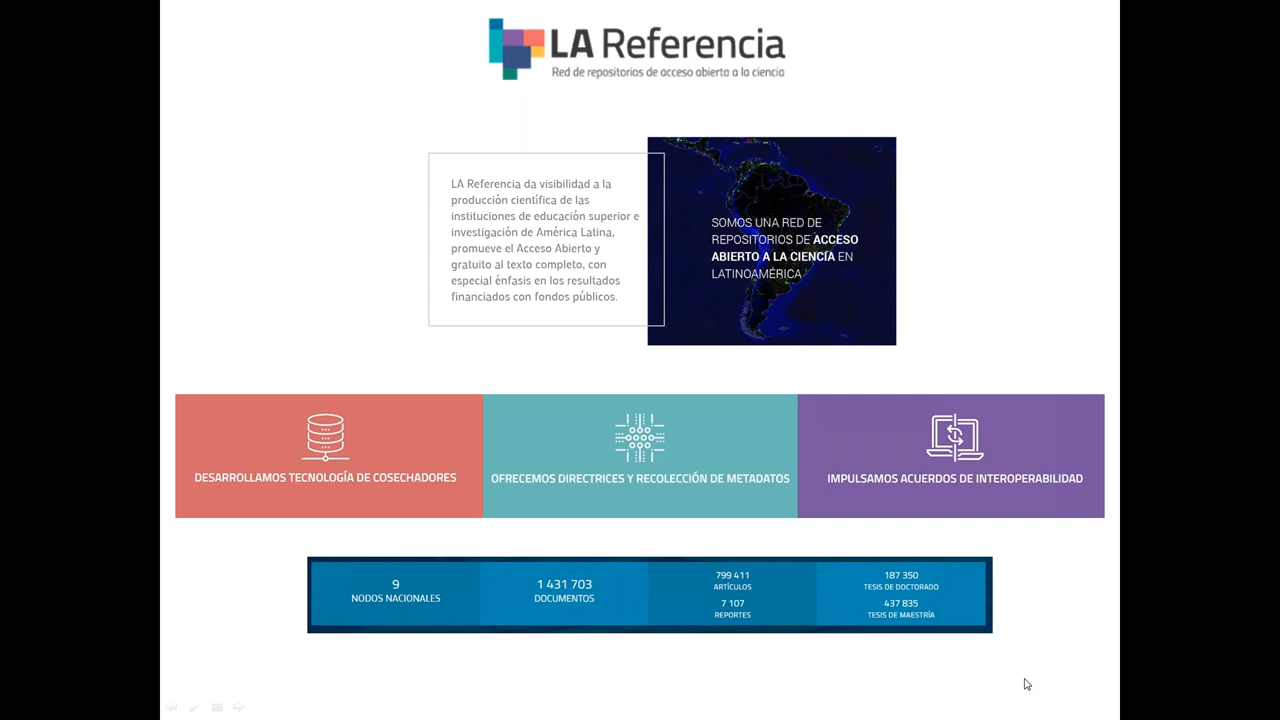 LA Referencia
Red de repositorios de acceso abierto a la ciencia
LA Referencia da visibilidad a la
producción científica de las
instituciones de educación superior e
investigación de América Latina,
promueve el Acceso Abierto y
gratuito al texto completo, con
especial énfasis en los resultados
financiados con fondos públicos.
SOMOS UNA RED DE
REPOSITORIOS DE ACCESO
ABIERTO A LA CIENCIA EN
LATINOAMÉRICA
DESARROLLAMOS TECNOLOGÍA DE COSECHADORES
OFRECEMOS DIRECTRICES Y RECOLECCIÓN DE METADATOS
IMPULSAMOS ACUERDOS DE INTEROPERABILIDAD
9
NODOS NACIONALES
1 431 703
DOCUMENTOS
799 411
ARTÍCULOS
7 107
REPORTES
187 350
TESIS DE DOCTORADO
437 835
TESIS DE MAESTRÍA